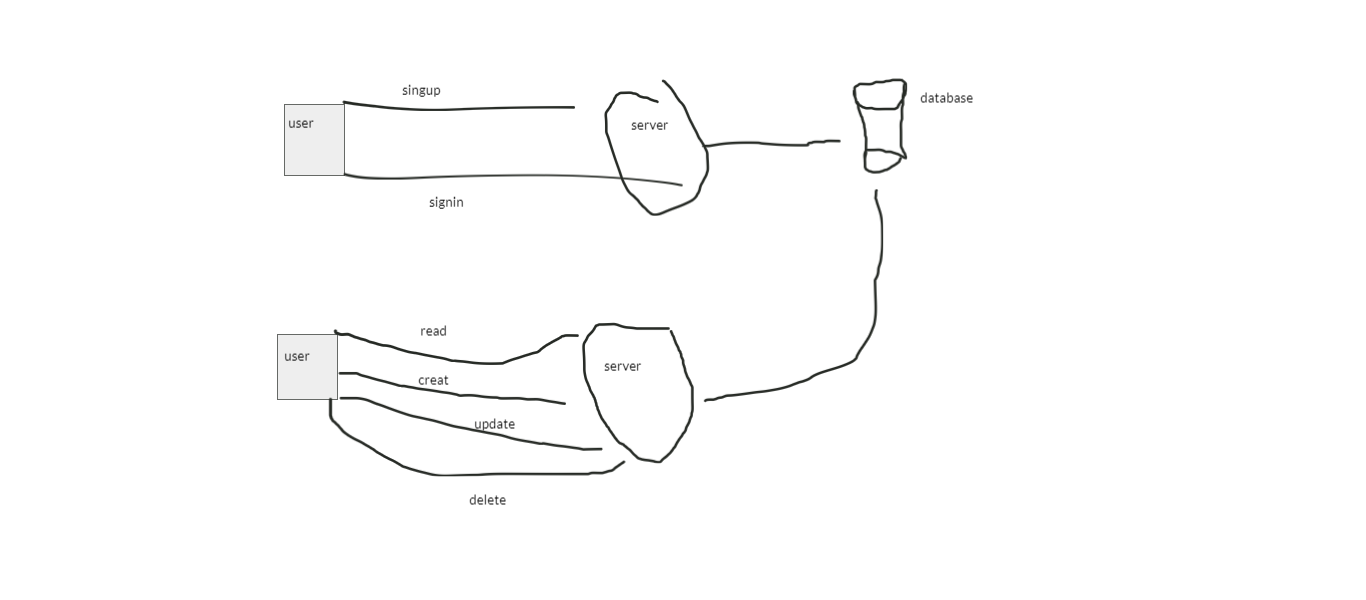 singup
user
server
database
signin
read
user
server
creat
update
delete